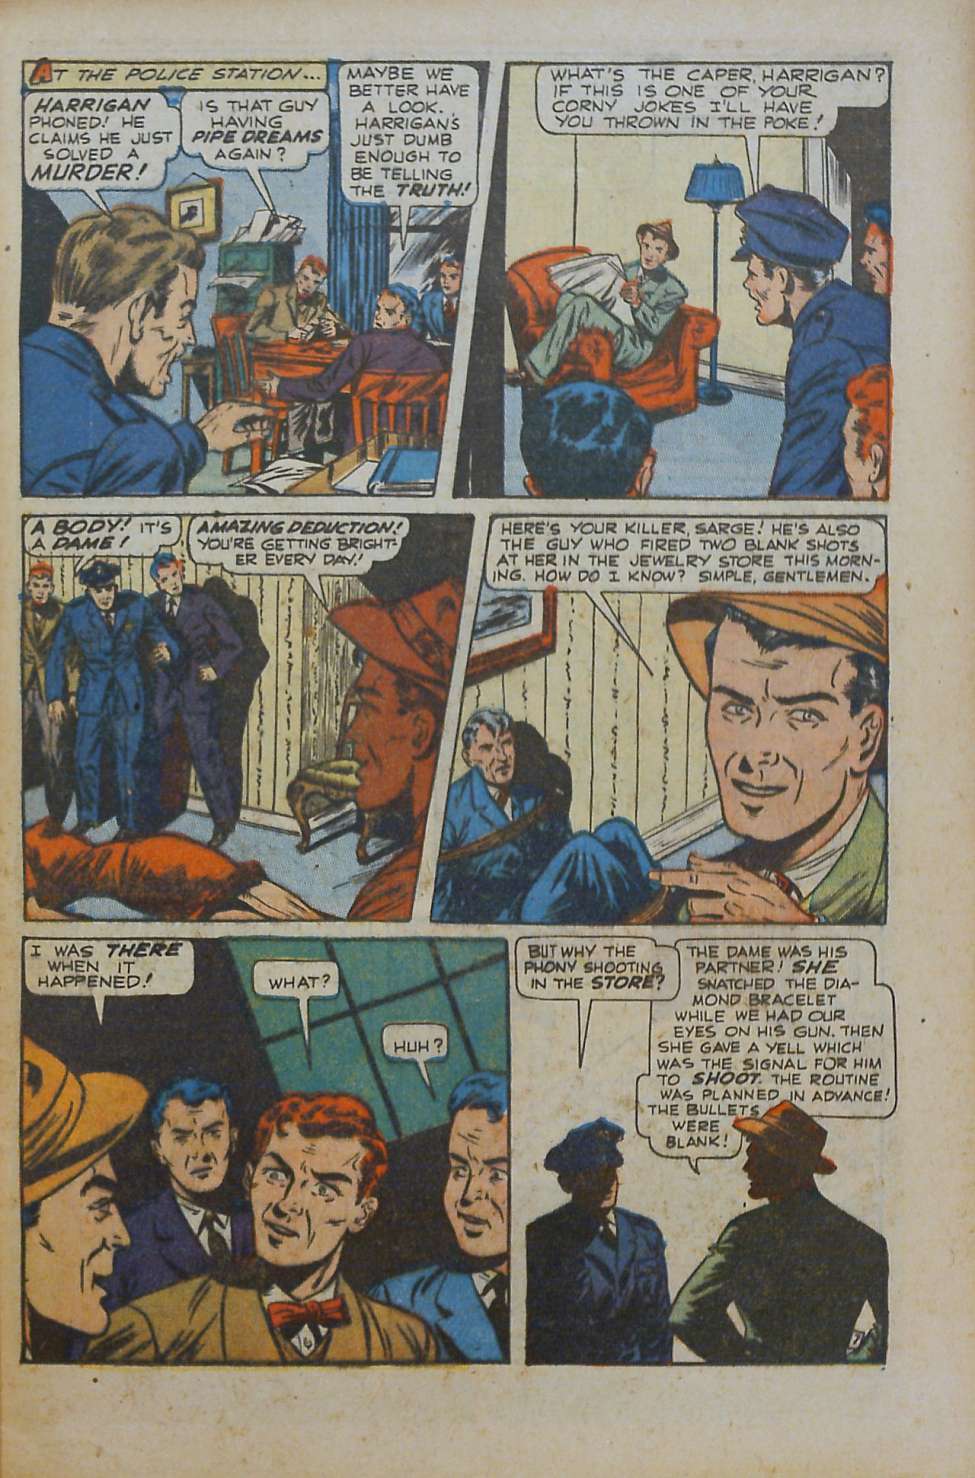 AT THE POLICE STATION...
HARRIGAN
PHONED! HE
CLAIMS HE JUST
SOLVED A
MURDER!
IS THAT GUY
HAVING
PIPE DREAMS
AGAIN?
MAYBE WE
BETTER HAVE
A LOOK.
HARRIGAN'S
JUST DUMB
ENOUGH TO
BE TELLING
THE TRUTH!
WHAT'S THE CAPER, HARRIGAN?
IF THIS IS ONE OF YOUR
CORNY JOKES I'LL HAVE
YOU THROWN IN THE POKE!
A BODY! IT'S
A DAME!
AMAZING DEDUCTION!
YOU'RE GETTING BRIGHT-
ER EVERY DAY!
HERE'S YOUR KILLER, SARGE! HE'S ALSO
THE GUY WHO FIRED TWO BLANK SHOTS
AT HER IN THE JEWELRY STORE THIS MORN-
ING. HOW DO I KNOW? SIMPLE, GENTLEMEN.
I WAS THERE
WHEN IT
HAPPENED!
WHAT?
HUH?
BUT WHY THE
PHONY SHOOTING
IN THE STORE?
THE DAME WAS HIS
PARTNER! SHE
SNATCHED THE DIA-
MOND BRACELET
WHILE WE HAD OUR
EYES ON HIS GUN. THEN
SHE GAVE A YELL WHICH
WAS THE SIGNAL FOR HIM
TO SHOOT. THE ROUTINE
WAS PLANNED IN ADVANCE!
THE BULLETS
WERE
BLANK!
7